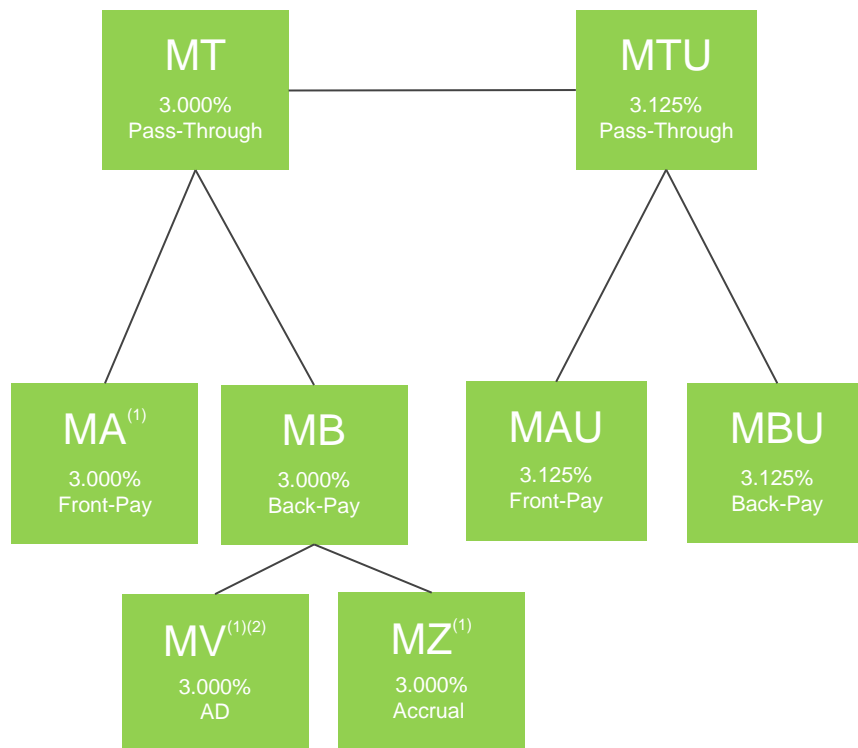 MT
3.000%
Pass-Through
MTU
3.125%
Pass-Through
MA(1)
3.000%
Front-Pay
MB
3.000%
Back-Pay
MAU
3.125%
Front-Pay
MBU
3.125%
Back-Pay
MV(1)(2)
3.000%
AD
MZ(1)
3.000%
Accrual